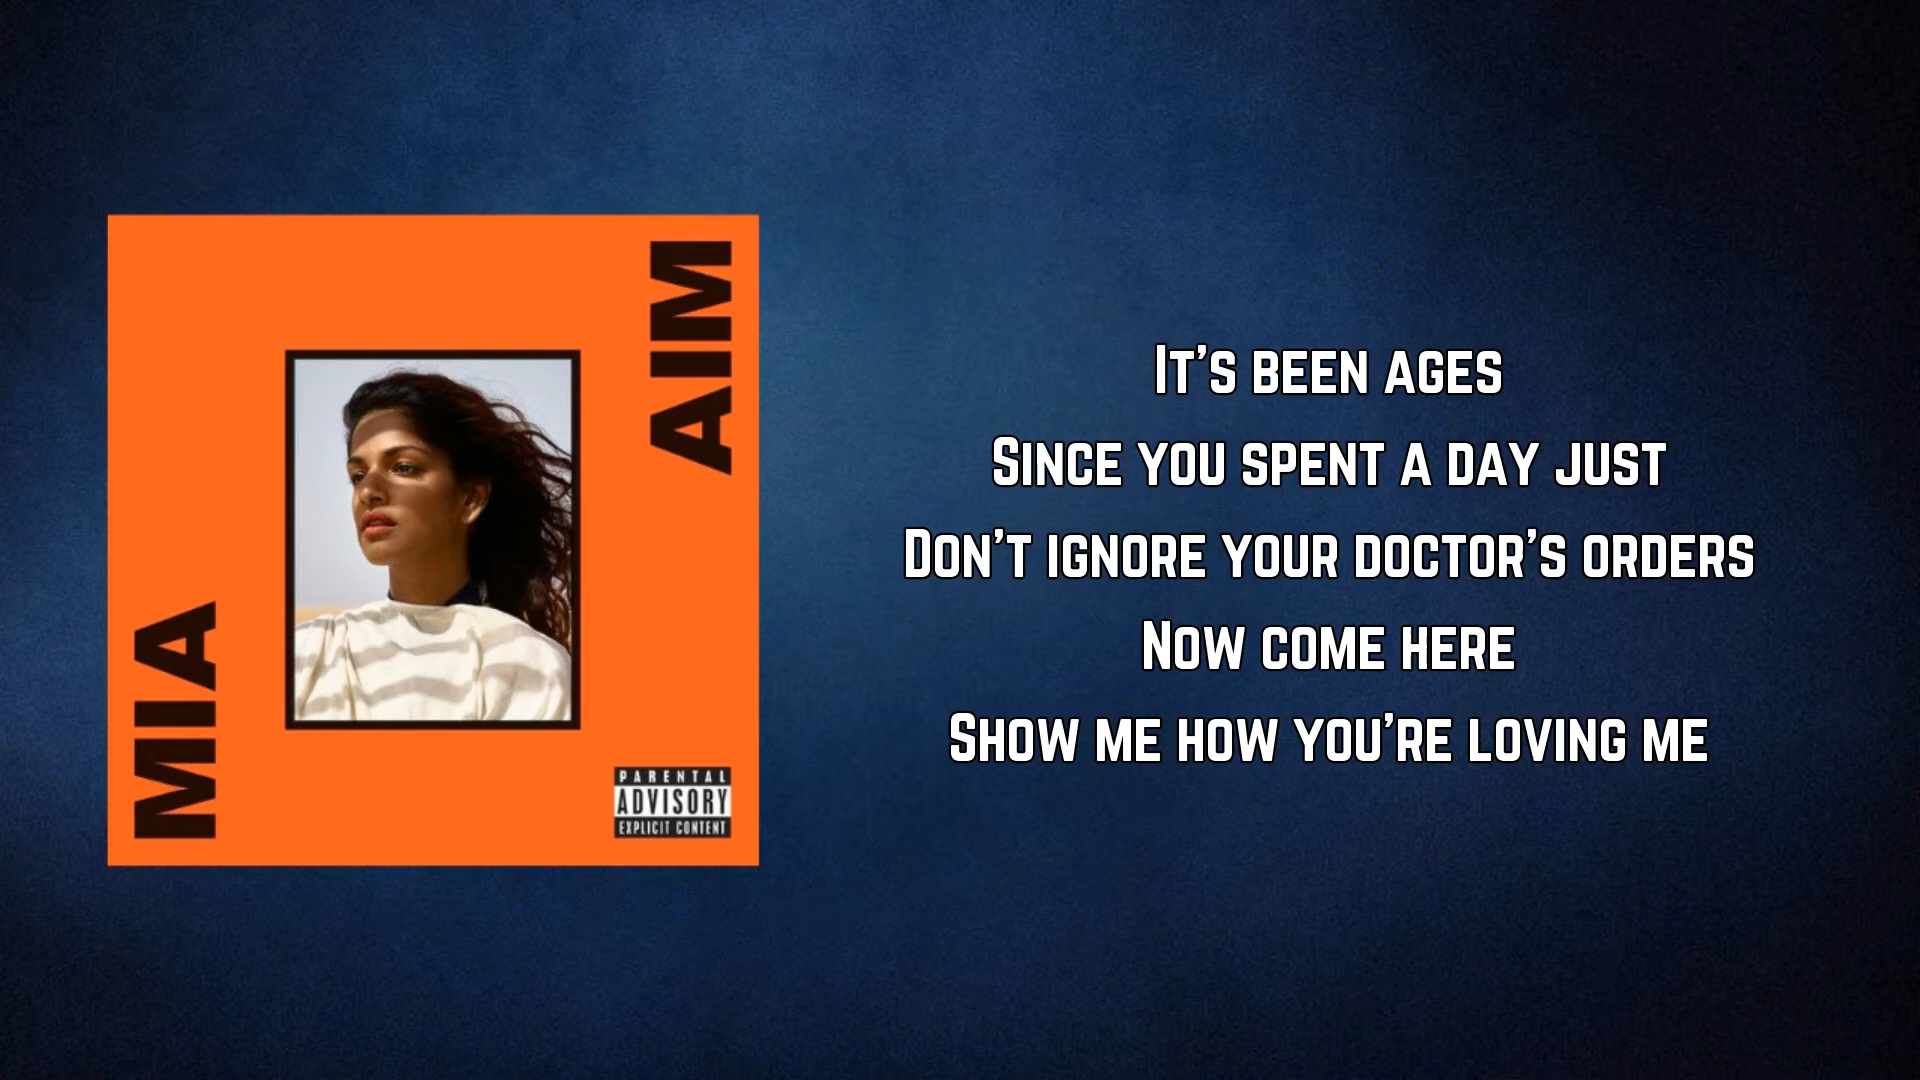 AIM
MIA
PARENTAL
ADVISORY
EXPLICIT CONTENT
It's been ages
Since you spent a day just
Don't ignore your doctor's orders
Now come here
Show me how you're loving me